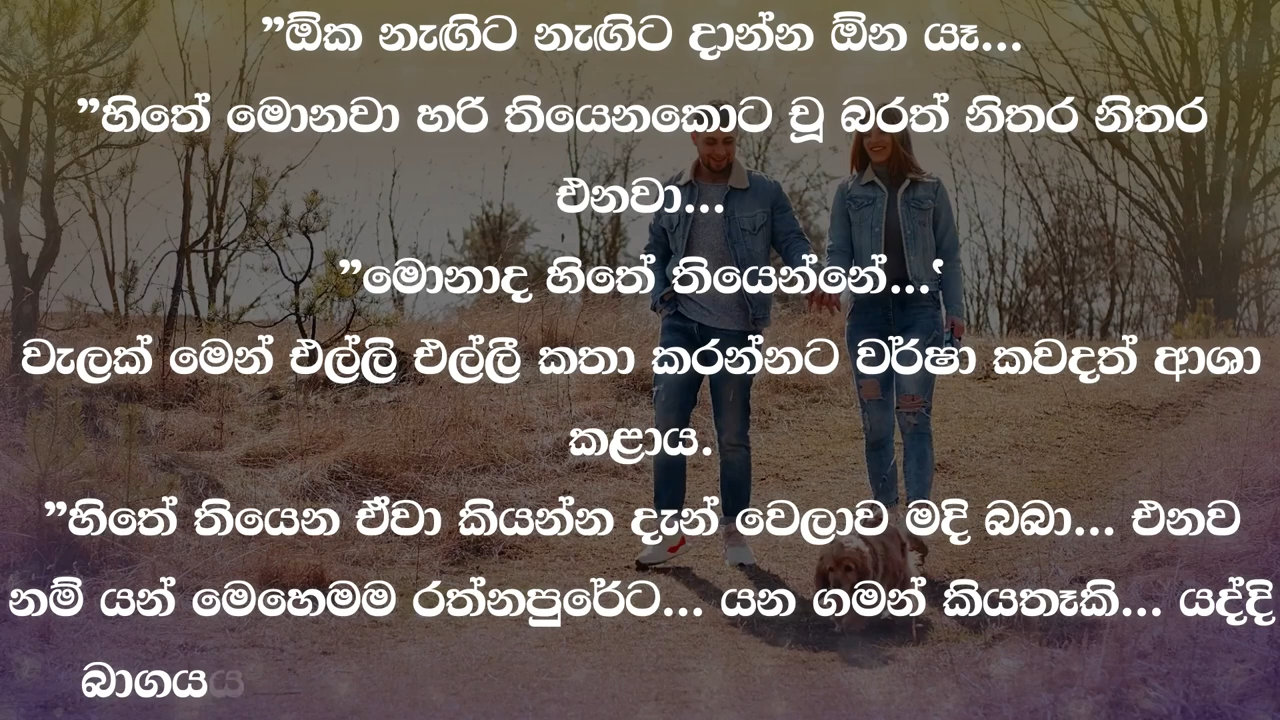 ”ඕක නැඟිට නැඟිට දාන්න ඕන යෑ...
”හිතේ මොනවා හරි තියෙනකොට චූ බරත් නිතර නිතර
එනවා...
”මොනාද හිතේ තියෙන්නේ...‘
වැලක් මෙන් එල්ලි එල්ලී කතා කරන්නට වර්ෂා කවදත් ආශා
කළාය.
”හිතේ තියෙන ඒවා කියන්න දැන් වෙලාව මදි බබා... එනව
නම් යන් මෙහෙමම රත්නපුරේට... යන ගමන් කියතෑකි... යද්දි
බාගයය